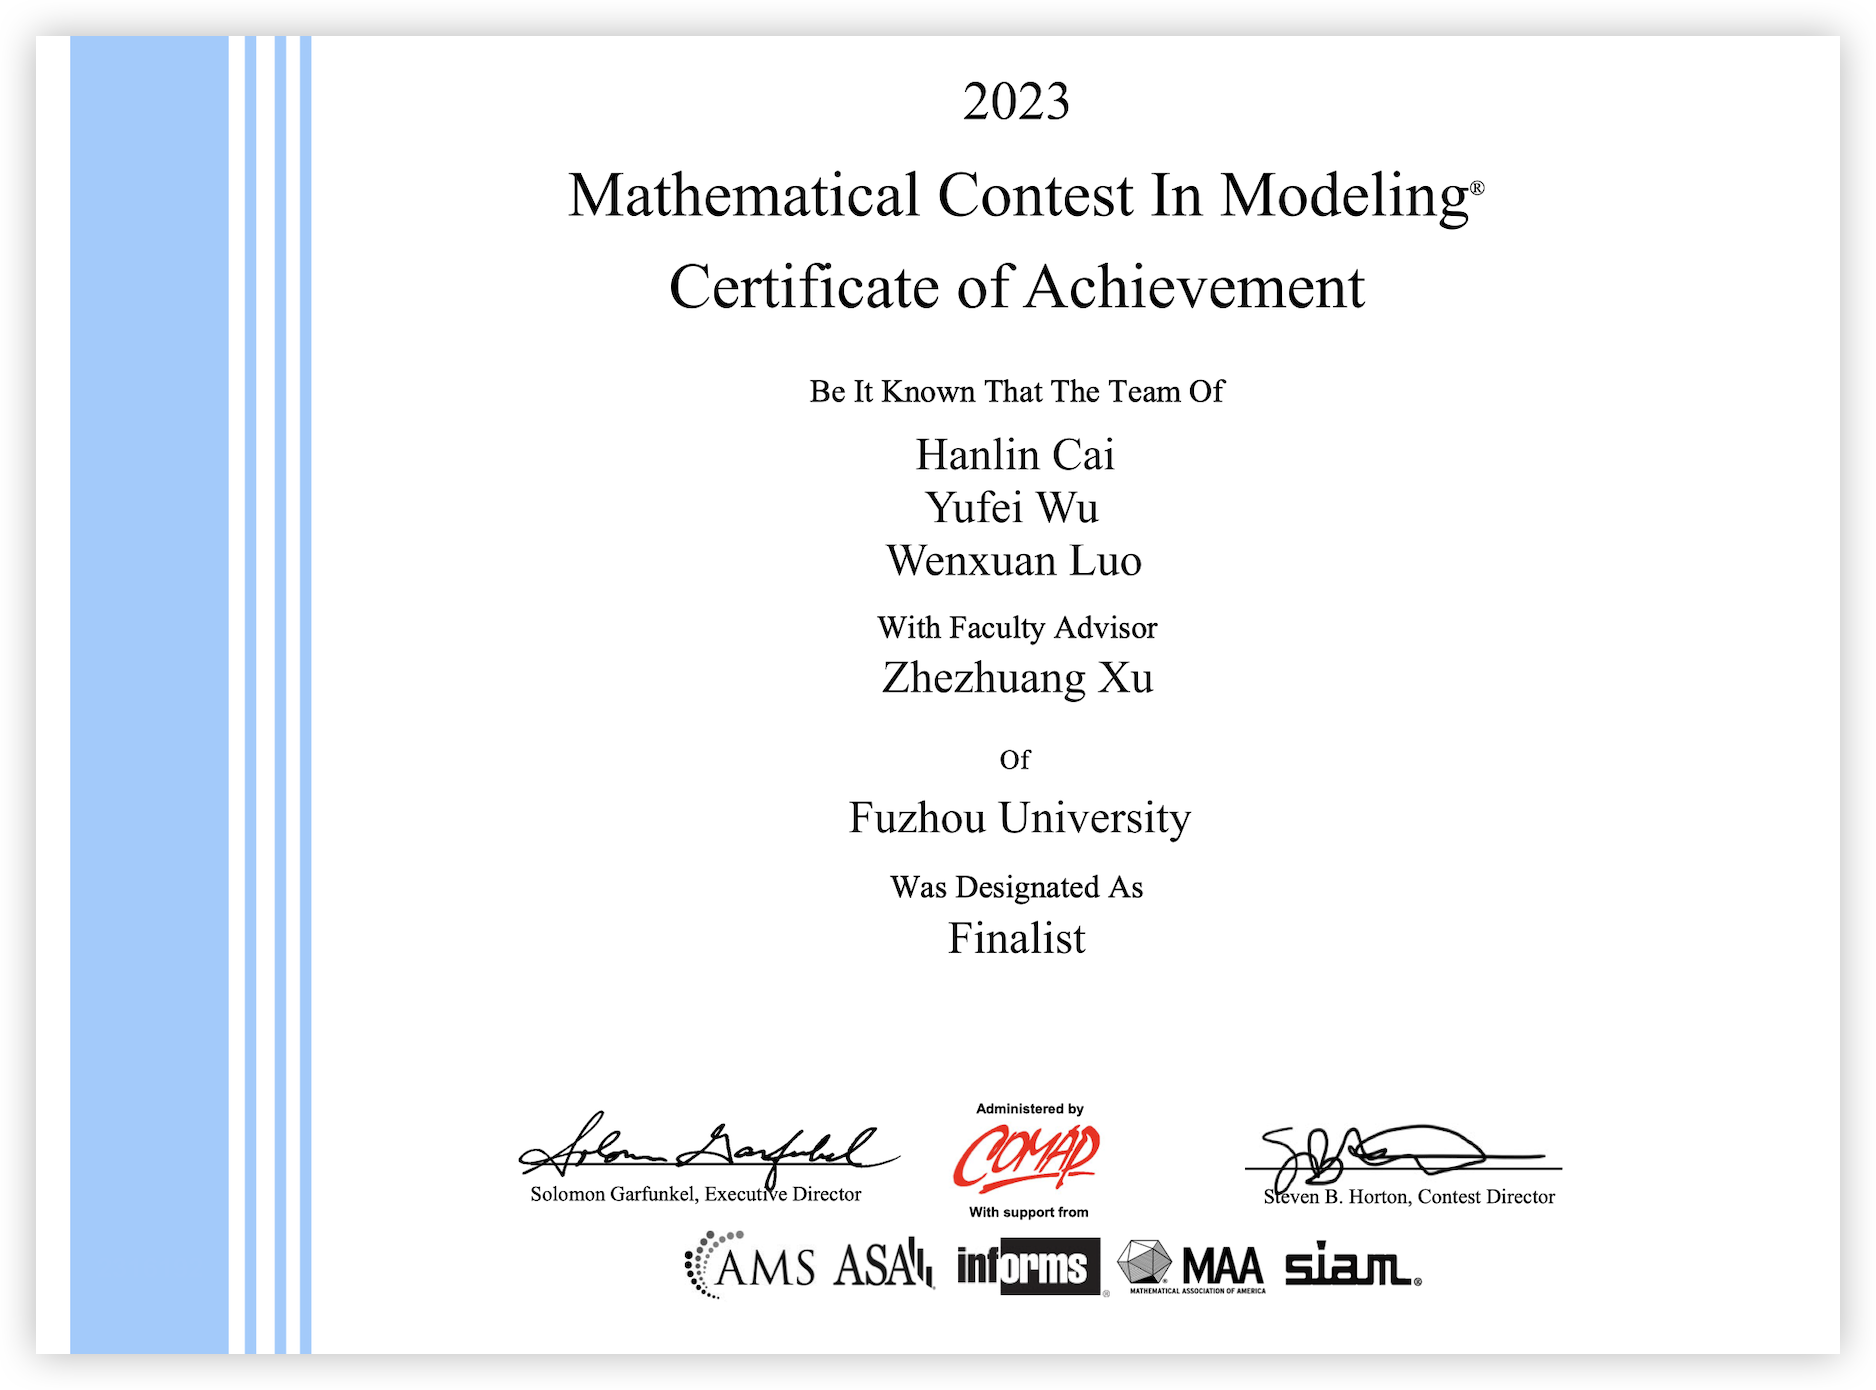 2023
Mathematical Contest In Modeling®
Certificate of Achievement
Be It Known That The Team Of
Hanlin Cai
Yufei Wu
Wenxuan Luo
With Faculty Advisor
Zhezhuang Xu
Of
Fuzhou University
Was Designated As
Finalist
Solomon Garfunkel
Solomon Garfunkel, Executive Director
Administered by
COMAP
With support from
Steven B. Horton, Contest Director
AMS ASA informs® MAA siam®
MATHEMATICAL ASSOCIATION OF AMERICA